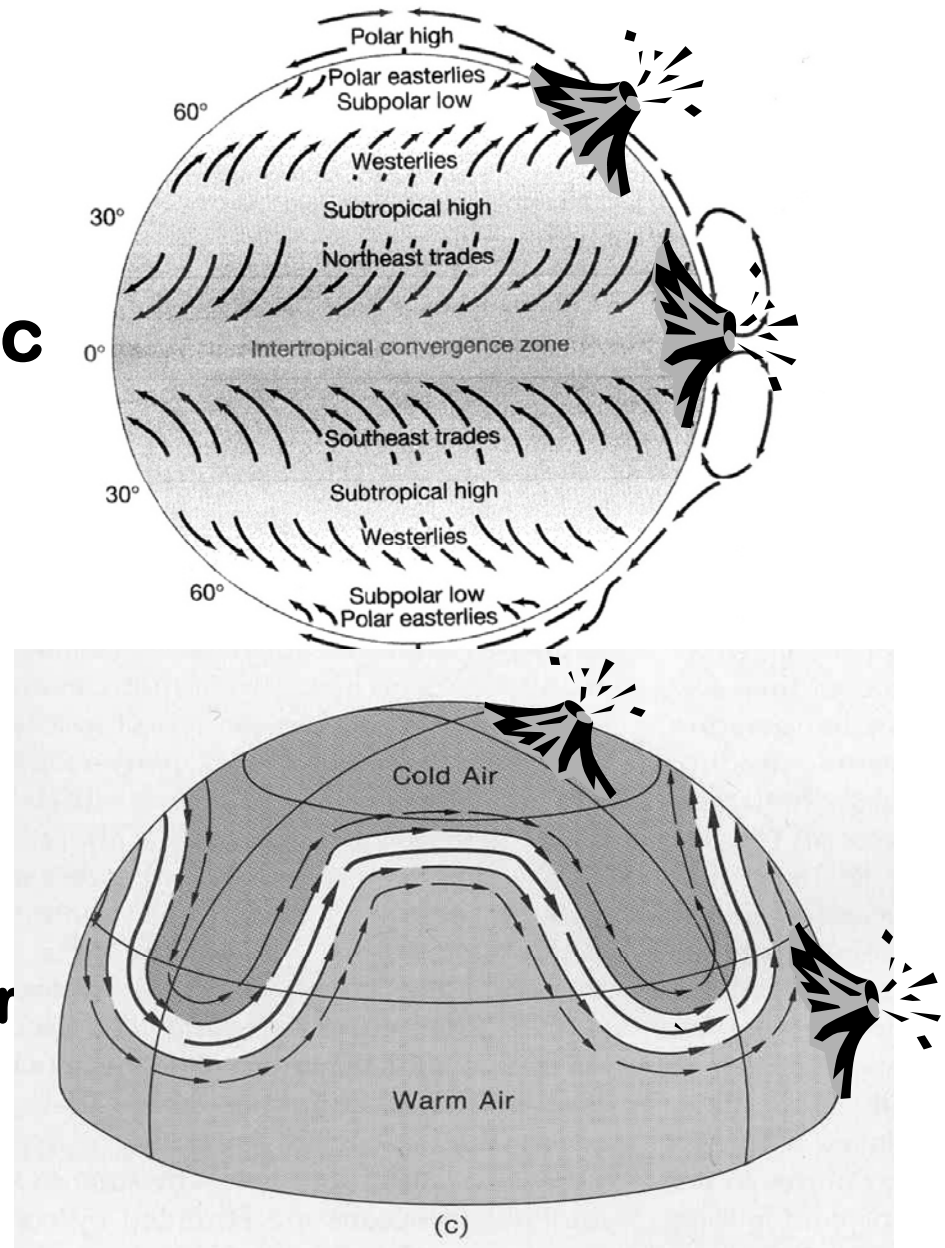 Polar high
Polar easterlies
Subpolar low
60°
Westerlies
Subtropical high
30°
Northeast trades
c
0°
Intertropical convergence zone
Southeast trades
Subtropical high
30°
Westerlies
60°
Subpolar low
Polar easterlies
Cold Air
r
Warm Air
(c)